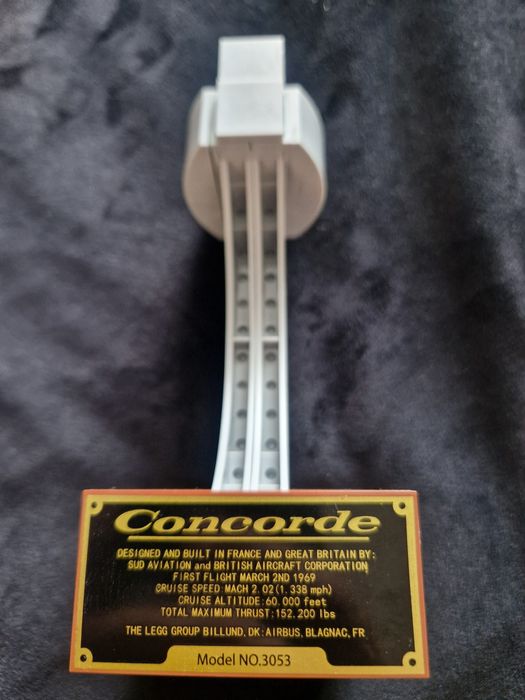 Concorde
DESIGNED AND BUILT IN FRANCE AND GREAT BRITAIN BY:
SUD AVIATION and BRITISH AIRCRAFT CORPORATION
FIRST FLIGHT MARCH 2ND 1969
CRUISE SPEED:MACH 2.02(1.338 mph)
CRUISE ALTITUDE:60.000 feet
TOTAL MAXIMUM THRUST:152.200 lbs
THE LEGG GROUP BILLUND, DK:AIRBUS, BLAGNAC, FR
Model NO.3053